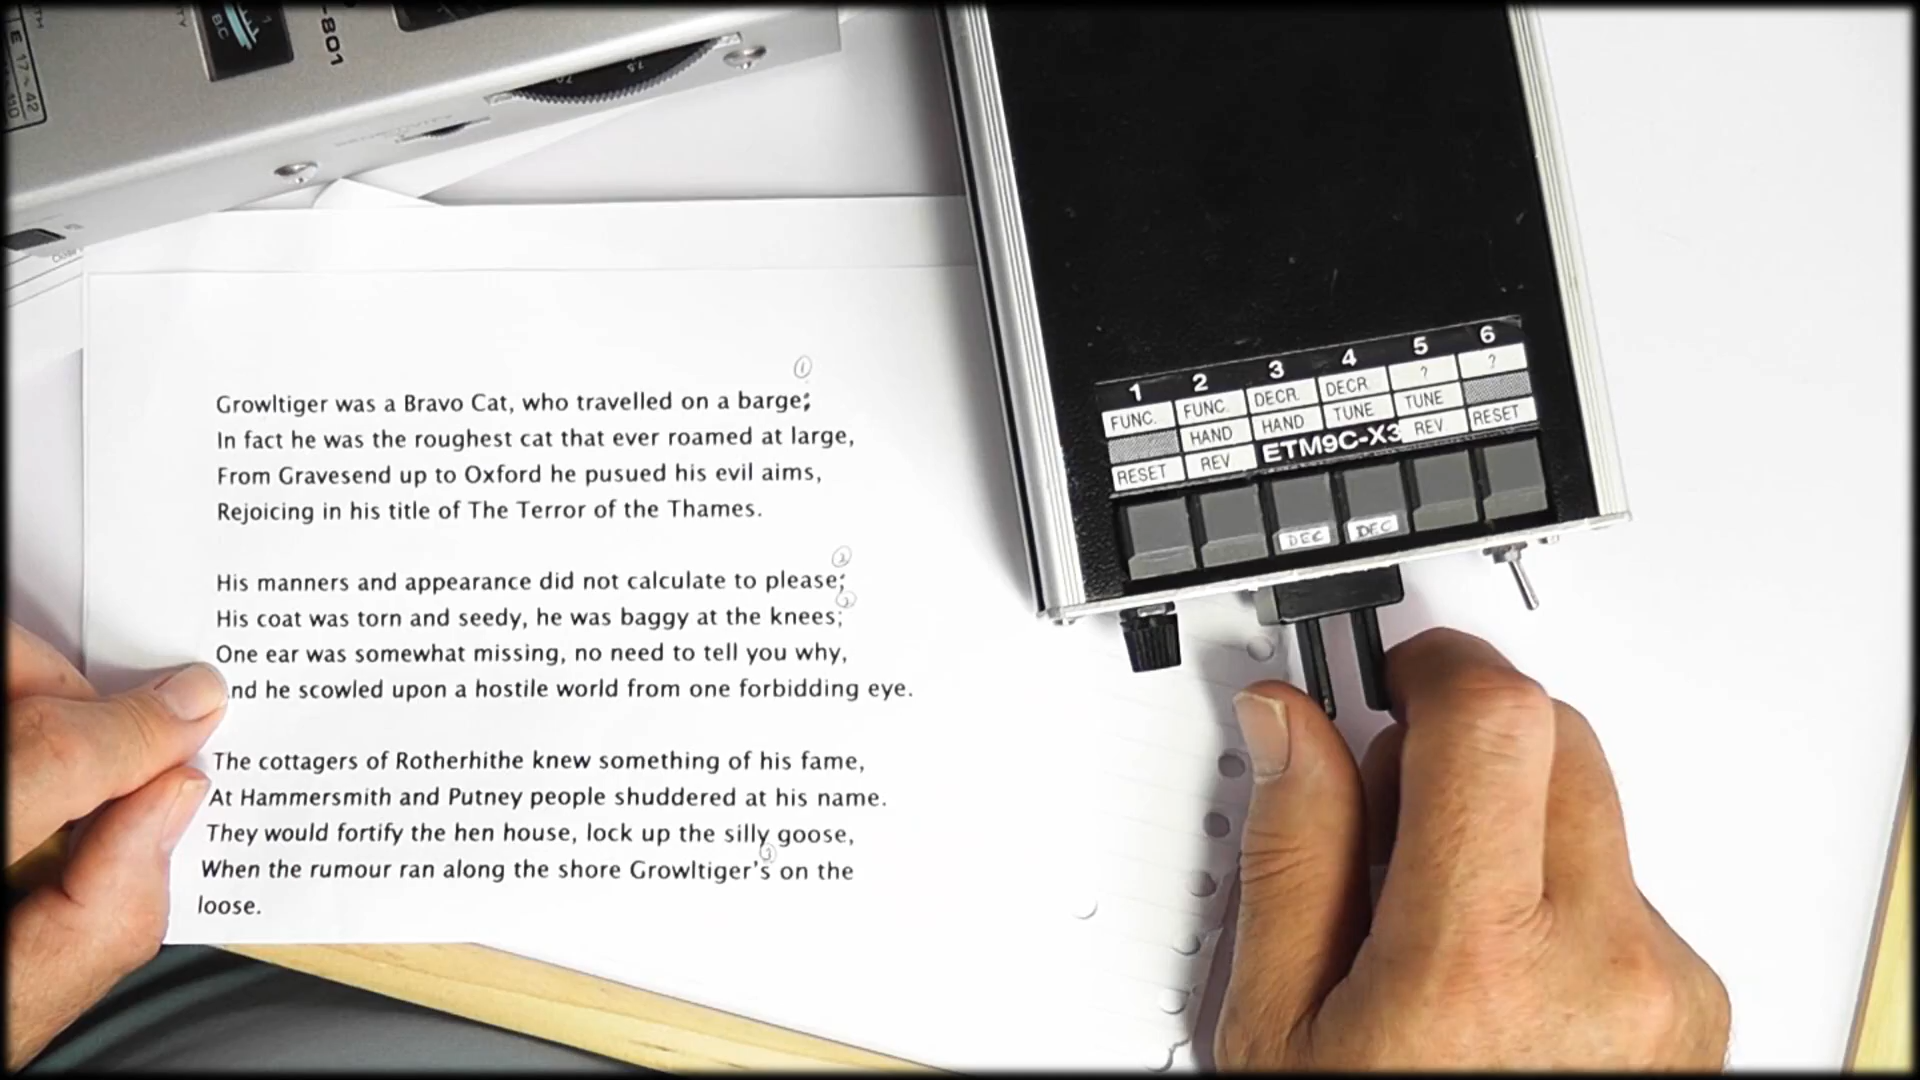 801
B.C
E 17~42
110
7.5
70
Growltiger was a Bravo Cat, who travelled on a barge;
In fact he was the roughest cat that ever roamed at large,
From Gravesend up to Oxford he pusued his evil aims,
Rejoicing in his title of The Terror of the Thames.
His manners and appearance did not calculate to please;
His coat was torn and seedy, he was baggy at the knees;
One ear was somewhat missing, no need to tell you why,
nd he scowled upon a hostile world from one forbidding eye.
The cottagers of Rotherhithe knew something of his fame,
At Hammersmith and Putney people shuddered at his name.
They would fortify the hen house, lock up the silly goose,
When the rumour ran along the shore Growltiger's on the
loose.
1 2 3 4 5 6
FUNC. FUNC. DECR. DECR. ? ?
HAND HAND TUNE TUNE
RESET REV ETM9C-X3 REV RESET
DEC DEC